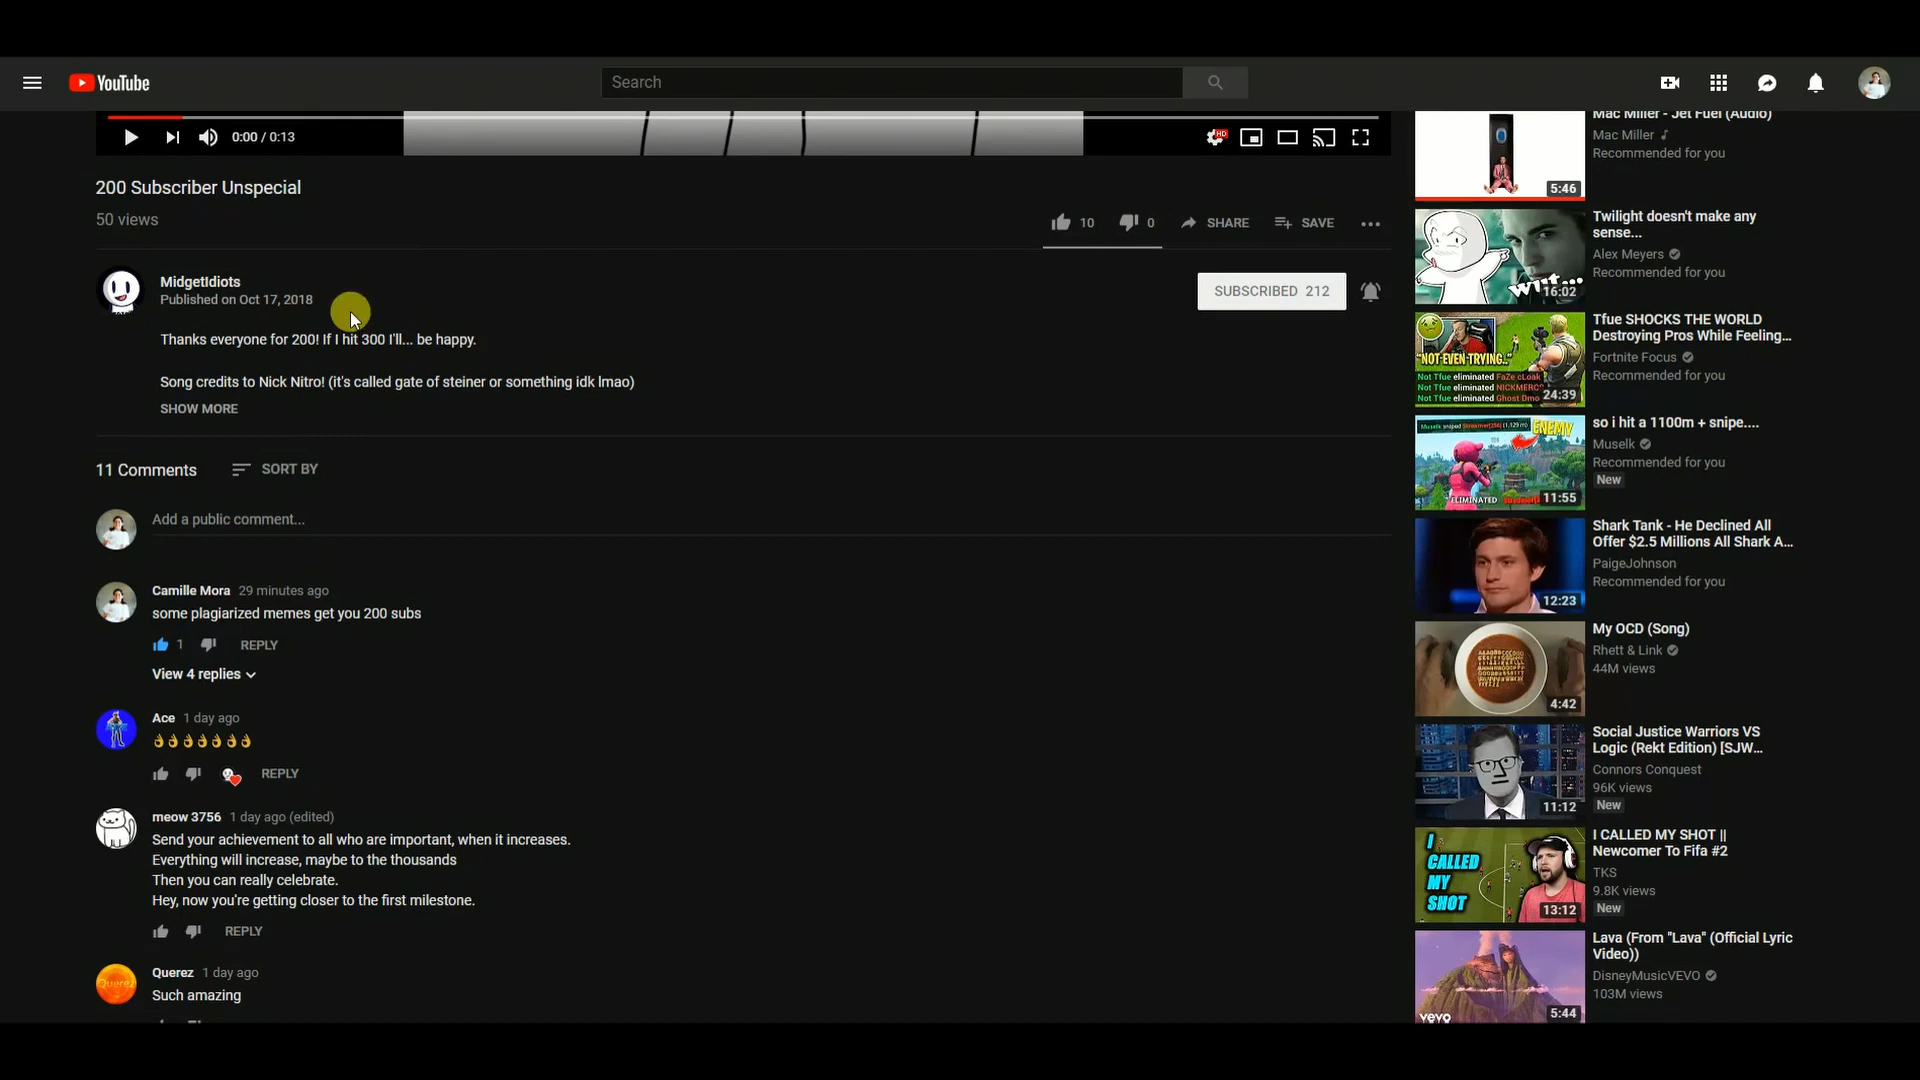 YouTube
Search
0:00 / 0:13
HD
200 Subscriber Unspecial
50 views
10
0
SHARE
SAVE
MidgetIdiots
Published on Oct 17, 2018
SUBSCRIBED 212
Thanks everyone for 200! If I hit 300 I'll... be happy.
Song credits to Nick Nitro! (it's called gate of steiner or something idk lmao)
SHOW MORE
11 Comments
SORT BY
Add a public comment...
Camille Mora 29 minutes ago
some plagiarized memes get you 200 subs
1
REPLY
View 4 replies
Ace 1 day ago
👌👌👌👌👌👌👌
REPLY
meow 3756 1 day ago (edited)
Send your achievement to all who are important, when it increases.
Everything will increase, maybe to the thousands
Then you can really celebrate.
Hey, now you're getting closer to the first milestone.
REPLY
Querez
Querez 1 day ago
Such amazing
Mac Miller - Jet Fuel (Audio)
Mac Miller
Recommended for you
5:46
Twilight doesn't make any
sense...
Alex Meyers
Recommended for you
wut...
16:02
Tfue SHOCKS THE WORLD
Destroying Pros While Feeling...
Fortnite Focus
Recommended for you
"NOT EVEN TRYING.."
Not Tfue eliminated FaZe cLoak
Not Tfue eliminated NICKMERC
Not Tfue eliminated Ghost Dmo
24:39
so i hit a 1100m + snipe....
Muselk
Recommended for you
New
ENEMY
ELIMINATED
11:55
Shark Tank - He Declined All
Offer $2.5 Millions All Shark A...
PaigeJohnson
Recommended for you
12:23
My OCD (Song)
Rhett & Link
44M views
4:42
Social Justice Warriors VS
Logic (Rekt Edition) [SJW...
Connors Conquest
96K views
New
11:12
I CALLED MY SHOT ||
Newcomer To Fifa #2
TKS
9.8K views
New
I
CALLED
MY
SHOT
13:12
Lava (From "Lava" (Official Lyric
Video))
DisneyMusicVEVO
103M views
vevo
5:44